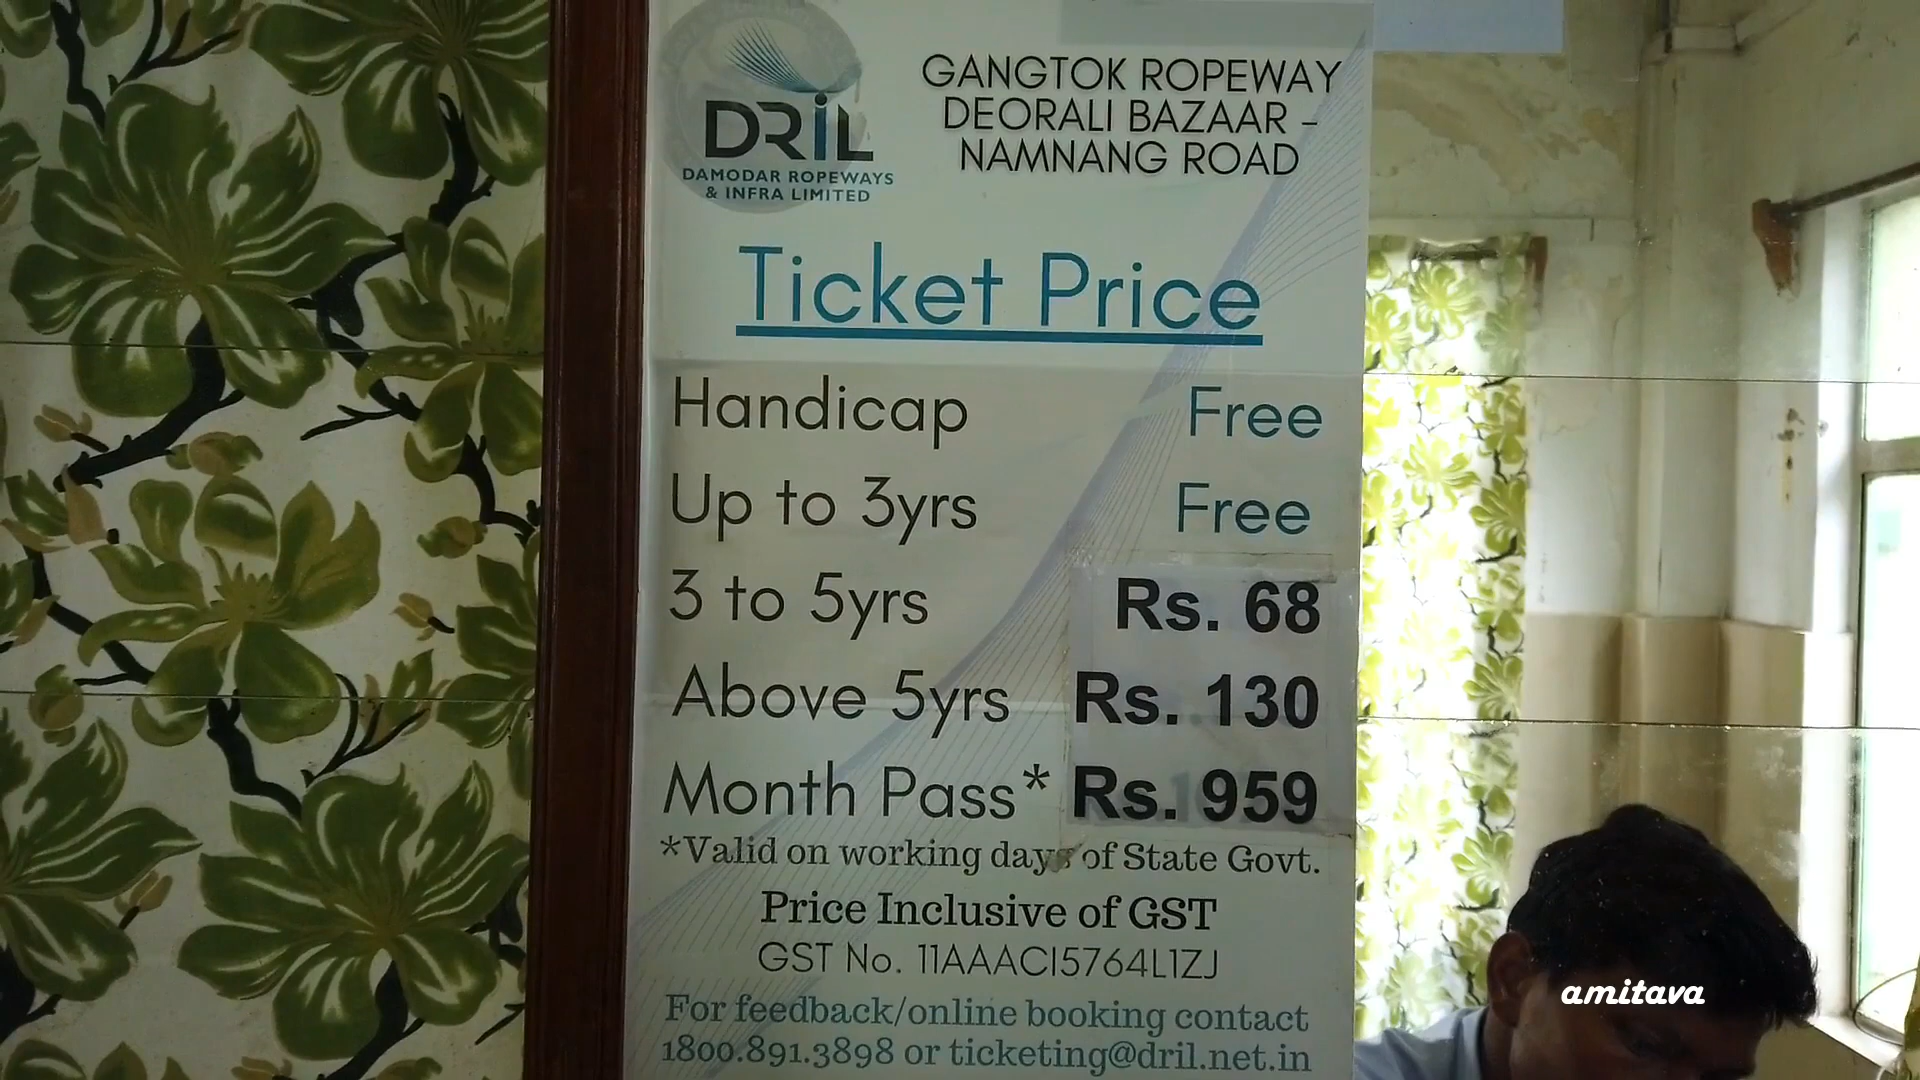 DRiL
DAMODAR ROPEWAYS
& INFRA LIMITED
GANGTOK ROPEWAY
DEORALI BAZAAR -
NAMNANG ROAD
Ticket Price
Handicap Free
Up to 3yrs Free
3 to 5yrs Rs. 68
Above 5yrs Rs. 130
Month Pass* Rs. 959
*Valid on working days of State Govt.
Price Inclusive of GST
GST No. 11AAACI5764L1ZJ
For feedback/online booking contact
1800.891.3898 or ticketing@dril.net.in
amitava